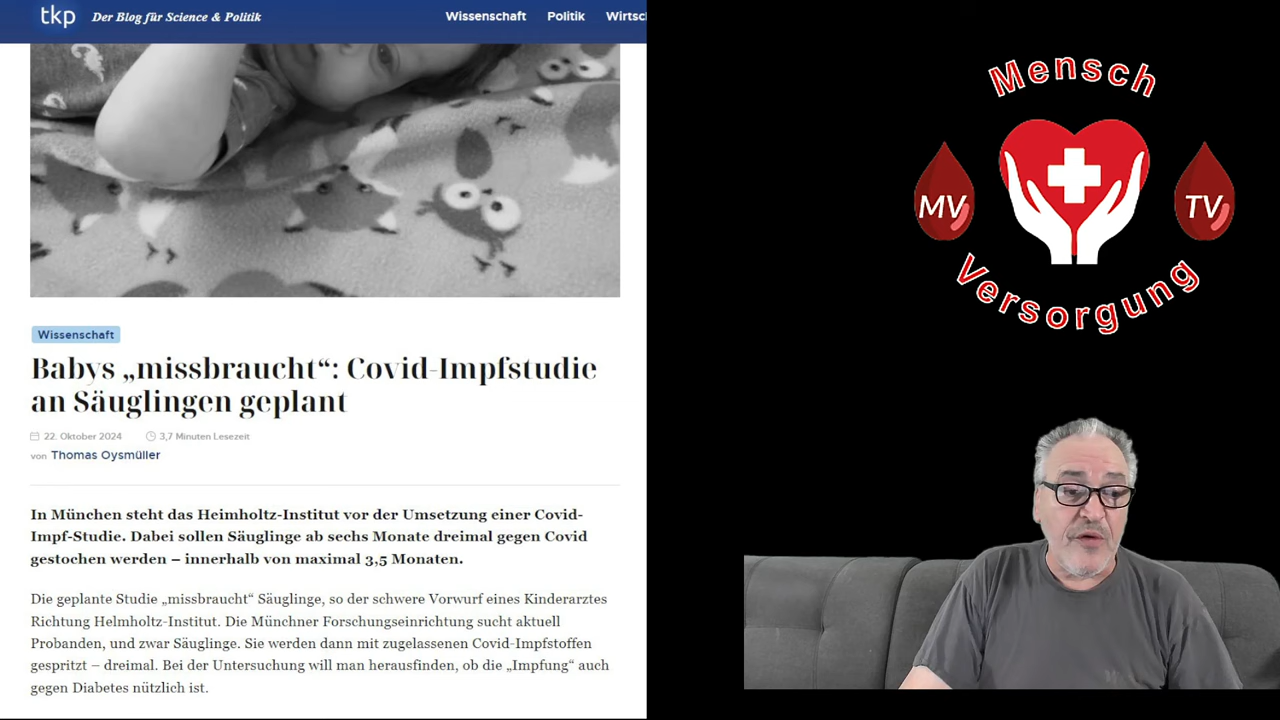 tkp
Der Blog für Science & Politik
Wissenschaft
Politik
Wirtsc
Wissenschaft
Babys „missbraucht“: Covid-Impfstudie
an Säuglingen geplant
22. Oktober 2024
3,7 Minuten Lesezeit
von Thomas Oysmüller
In München steht das Heimholtz-Institut vor der Umsetzung einer Covid-
Impf-Studie. Dabei sollen Säuglinge ab sechs Monate dreimal gegen Covid
gestochen werden – innerhalb von maximal 3,5 Monaten.
Die geplante Studie „missbraucht“ Säuglinge, so der schwere Vorwurf eines Kinderarztes
Richtung Helmholtz-Institut. Die Münchner Forschungseinrichtung sucht aktuell
Probanden, und zwar Säuglinge. Sie werden dann mit zugelassenen Covid-Impfstoffen
gespritzt – dreimal. Bei der Untersuchung will man herausfinden, ob die „Impfung“ auch
gegen Diabetes nützlich ist.
Mensch
MV
TV
Versorgung